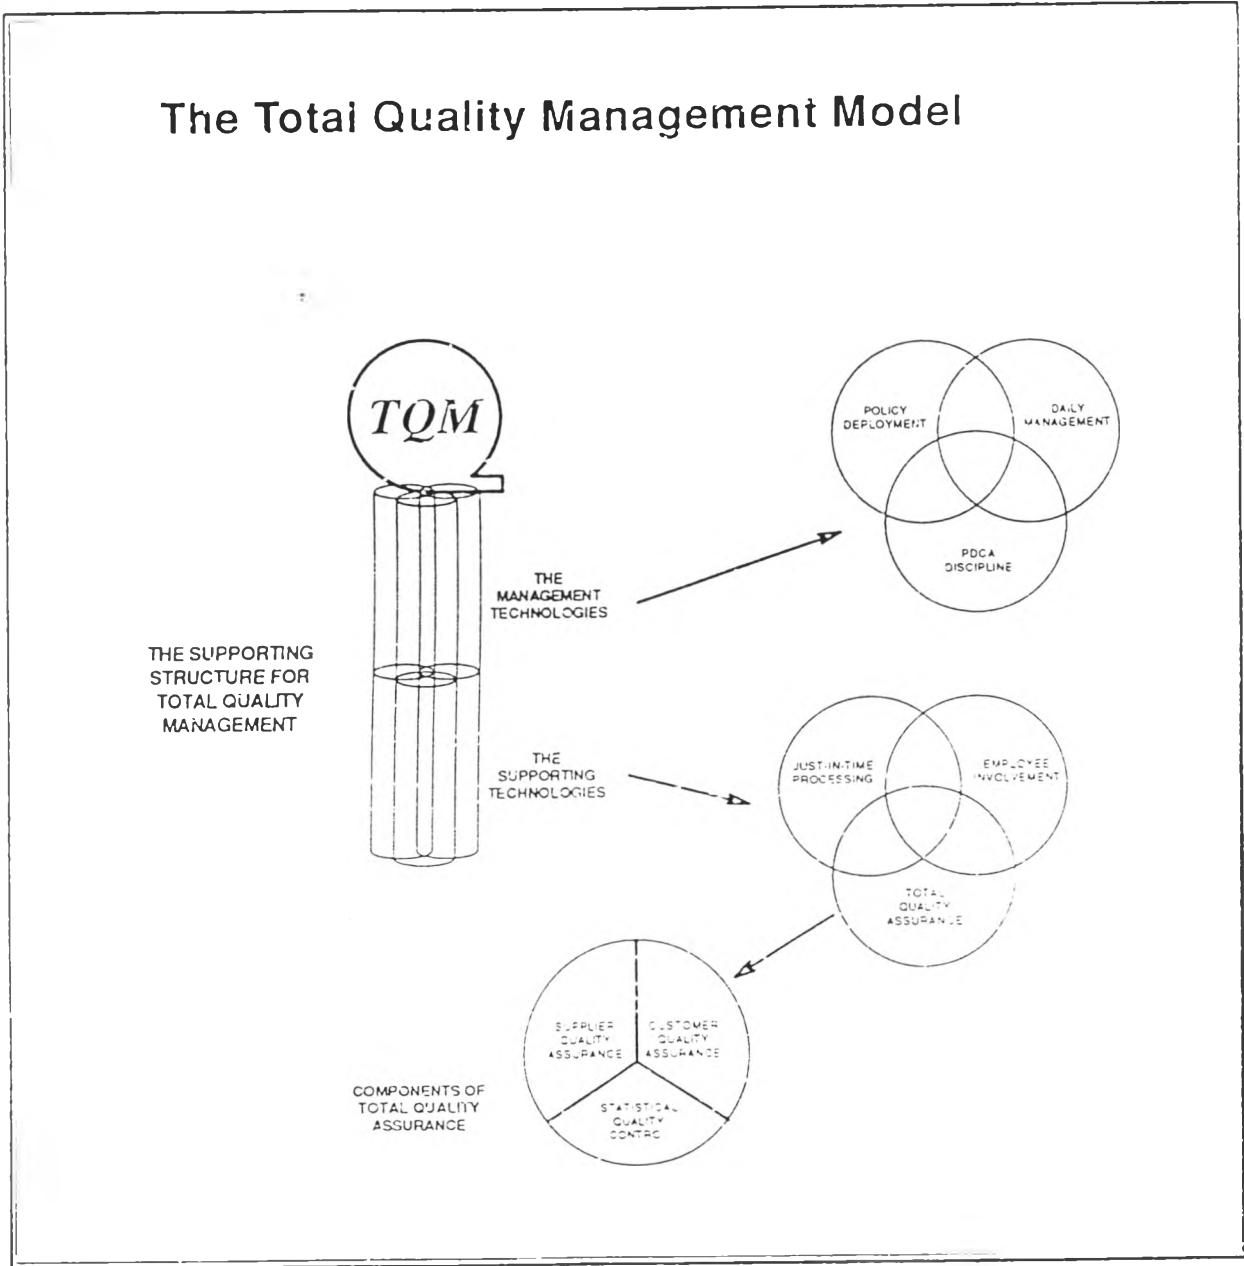 The Total Quality Management Model
TQM
POLICY
DEPLOYMENT
DAILY
MANAGEMENT
PDCA
DISCIPLINE
THE
MANAGEMENT
TECHNOLOGIES
THE SUPPORTING
STRUCTURE FOR
TOTAL QUALITY
MANAGEMENT
THE
SUPPORTING
TECHNOLOGIES
JUST-IN-TIME
PROCESSING
EMPLOYEE
INVOLVEMENT
TOTAL
QUALITY
ASSURANCE
SUPPLIER
QUALITY
ASSURANCE
CUSTOMER
QUALITY
ASSURANCE
STATISTICAL
QUALITY
CONTRO
COMPONENTS OF
TOTAL QUALITY
ASSURANCE